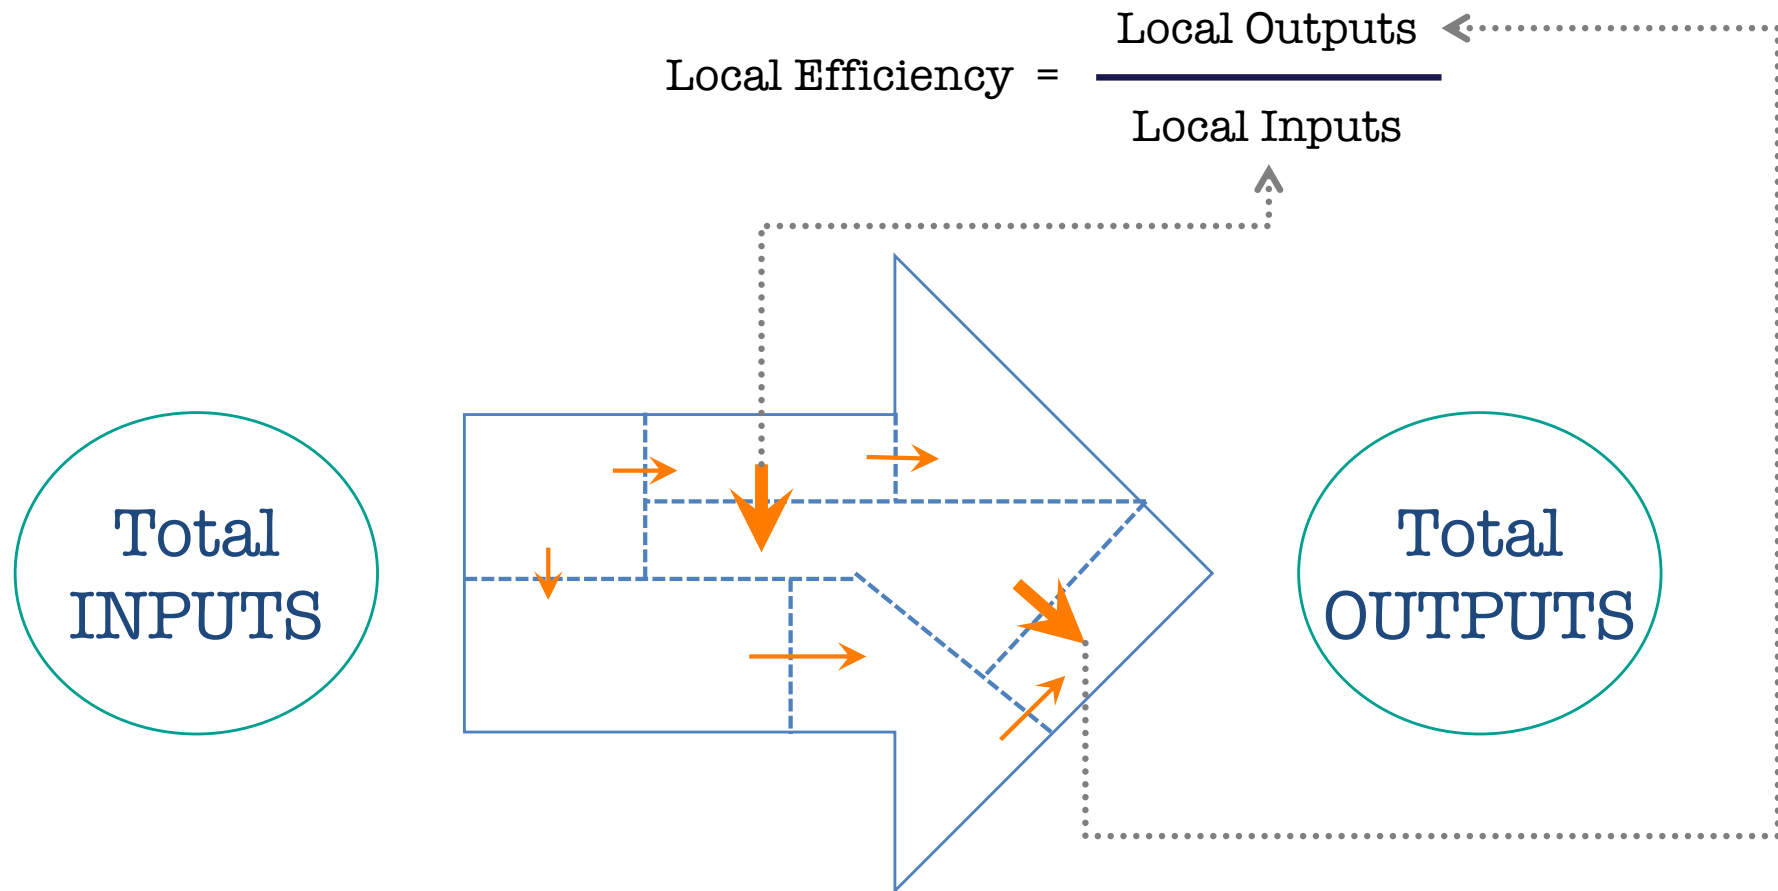 Local Outputs
Local Efficiency =
Local Inputs
Total
INPUTS
Total
OUTPUTS